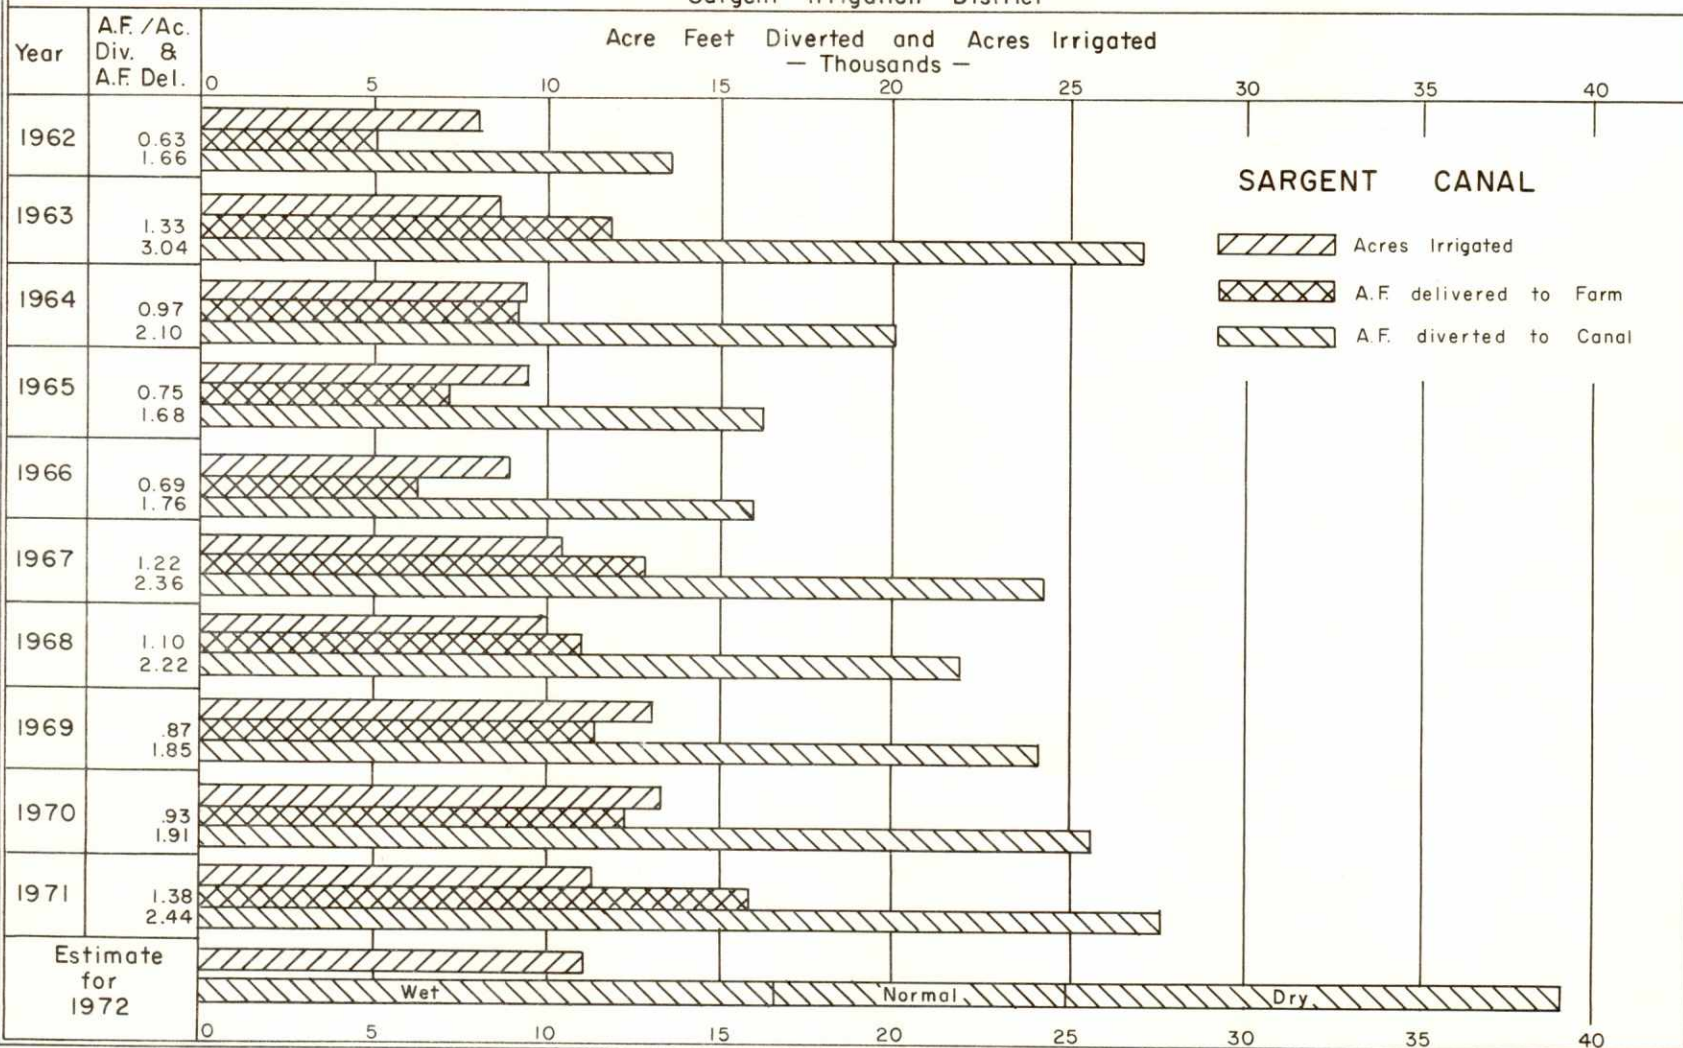 Sargent Irrigation District
Year
A.F./Ac.
Div. &
A.F. Del.
Acre Feet Diverted and Acres Irrigated
— Thousands —
0 5 10 15 20 25 30 35 40
1962
0.63
1.66
1963
1.33
3.04
1964
0.97
2.10
1965
0.75
1.68
1966
0.69
1.76
1967
1.22
2.36
1968
1.10
2.22
1969
.87
1.85
1970
.93
1.91
1971
1.38
2.44
Estimate
for
1972
Wet Normal Dry
0 5 10 15 20 25 30 35 40
SARGENT CANAL
Acres Irrigated
A.F. delivered to Farm
A.F. diverted to Canal